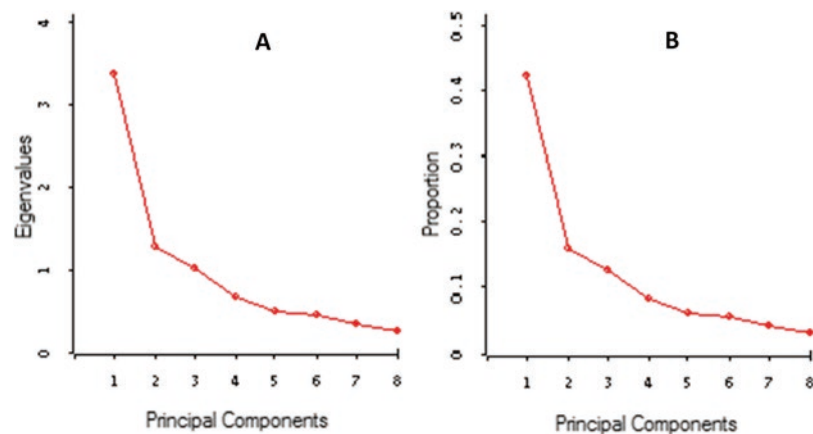 A
Eigenvalues
4
3
2
1
0
1 2 3 4 5 6 7 8
Principal Components
B
Proportion
0.5
0.4
0.3
0.2
0.1
0
1 2 3 4 5 6 7 8
Principal Components